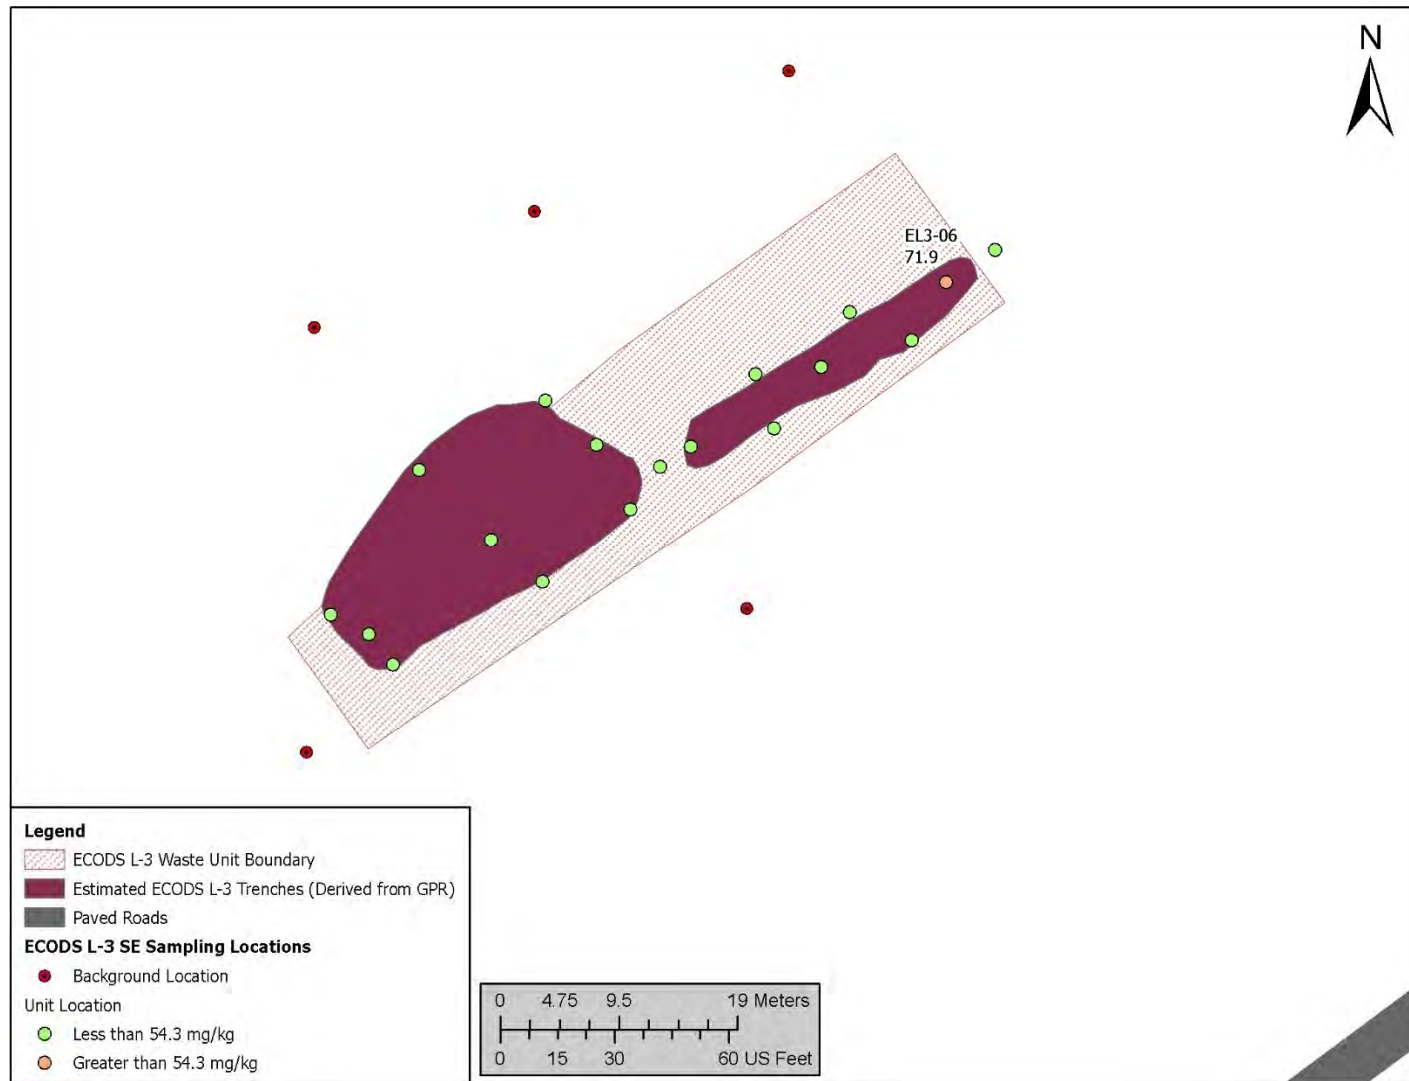 N
EL3-06
71.9
Legend
ECODS L-3 Waste Unit Boundary
Estimated ECODS L-3 Trenches (Derived from GPR)
Paved Roads
ECODS L-3 SE Sampling Locations
Background Location
Unit Location
Less than 54.3 mg/kg
Greater than 54.3 mg/kg
0 4.75 9.5 19 Meters
0 15 30 60 US Feet